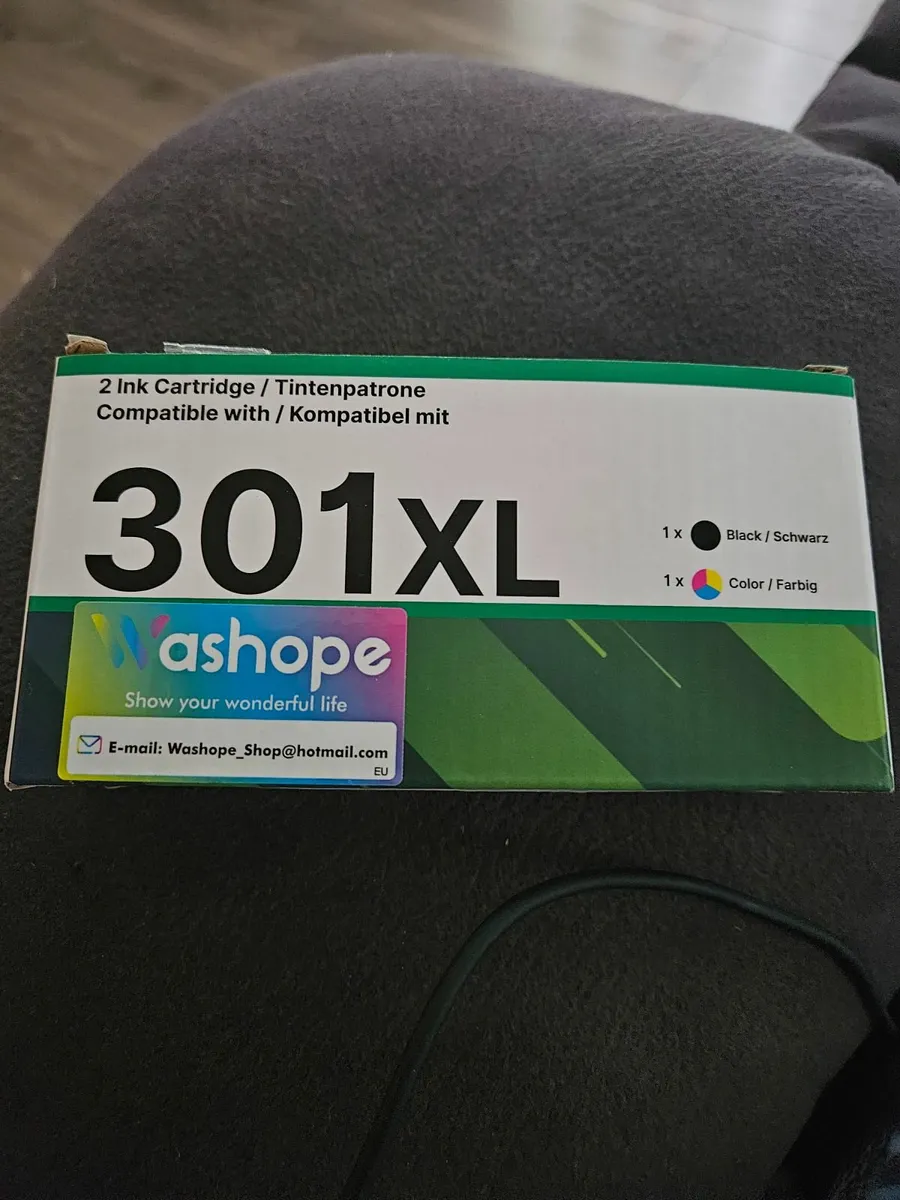 2 Ink Cartridge / Tintenpatrone
Compatible with / Kompatibel mit
301XL
1 x Black / Schwarz
1 x Color / Farbig
Washope
Show your wonderful life
E-mail: Washope_Shop@hotmail.com
EU